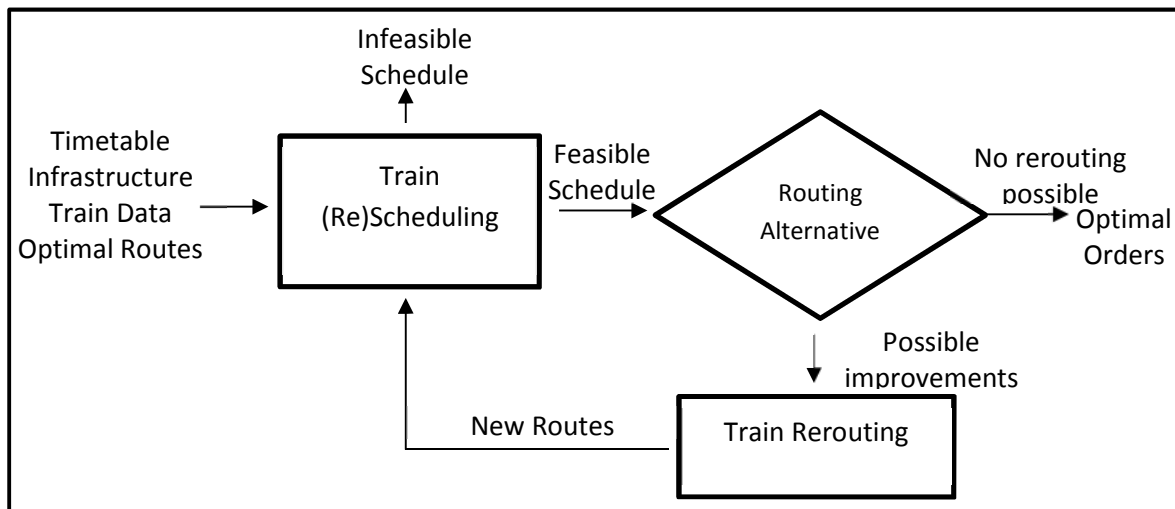 Infeasible
Schedule
Timetable
Infrastructure
Train Data
Optimal Routes
Train
(Re)Scheduling
Feasible
Schedule
Routing
Alternative
No rerouting
possible
Optimal
Orders
Possible
improvements
New Routes
Train Rerouting